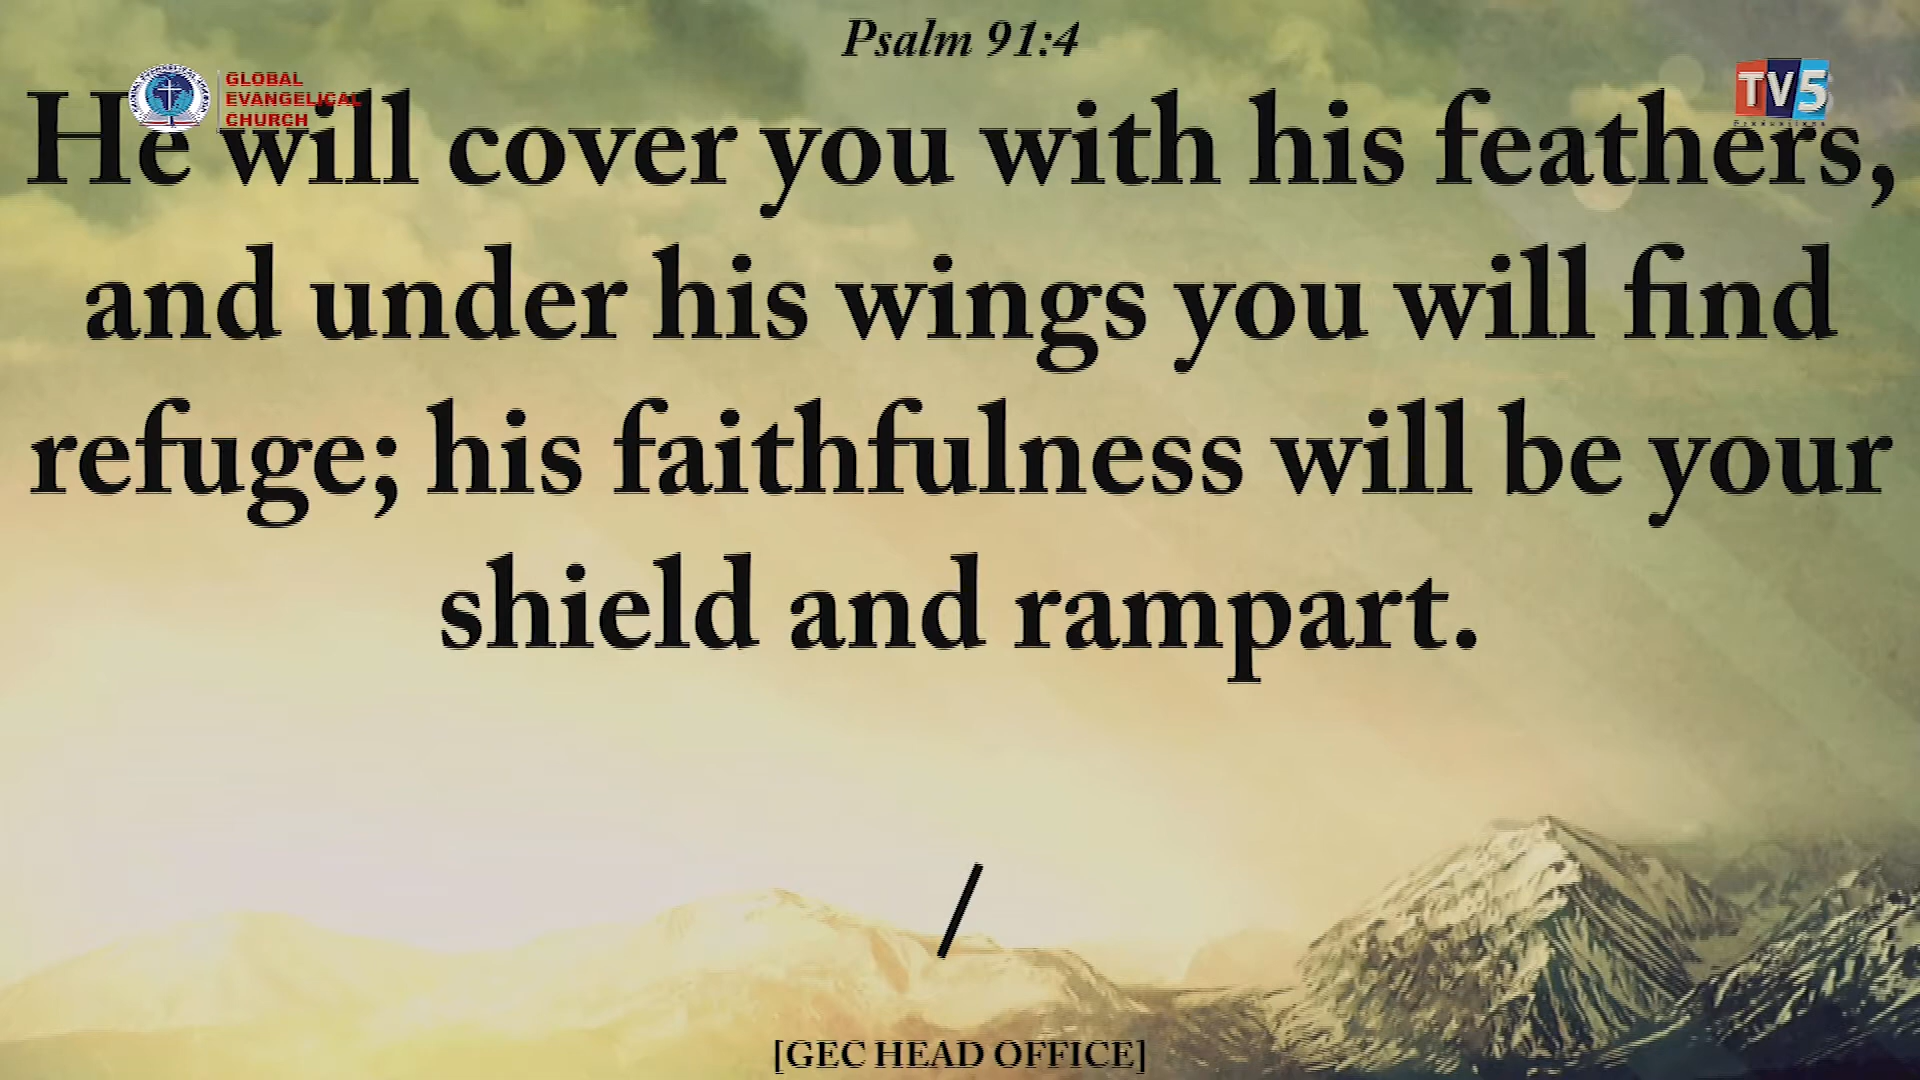 Psalm 91:4
GLOBAL
EVANGELICAL
CHURCH
TV5
He will cover you with his feathers,
and under his wings you will find
refuge; his faithfulness will be your
shield and rampart.
/
[GEC HEAD OFFICE]